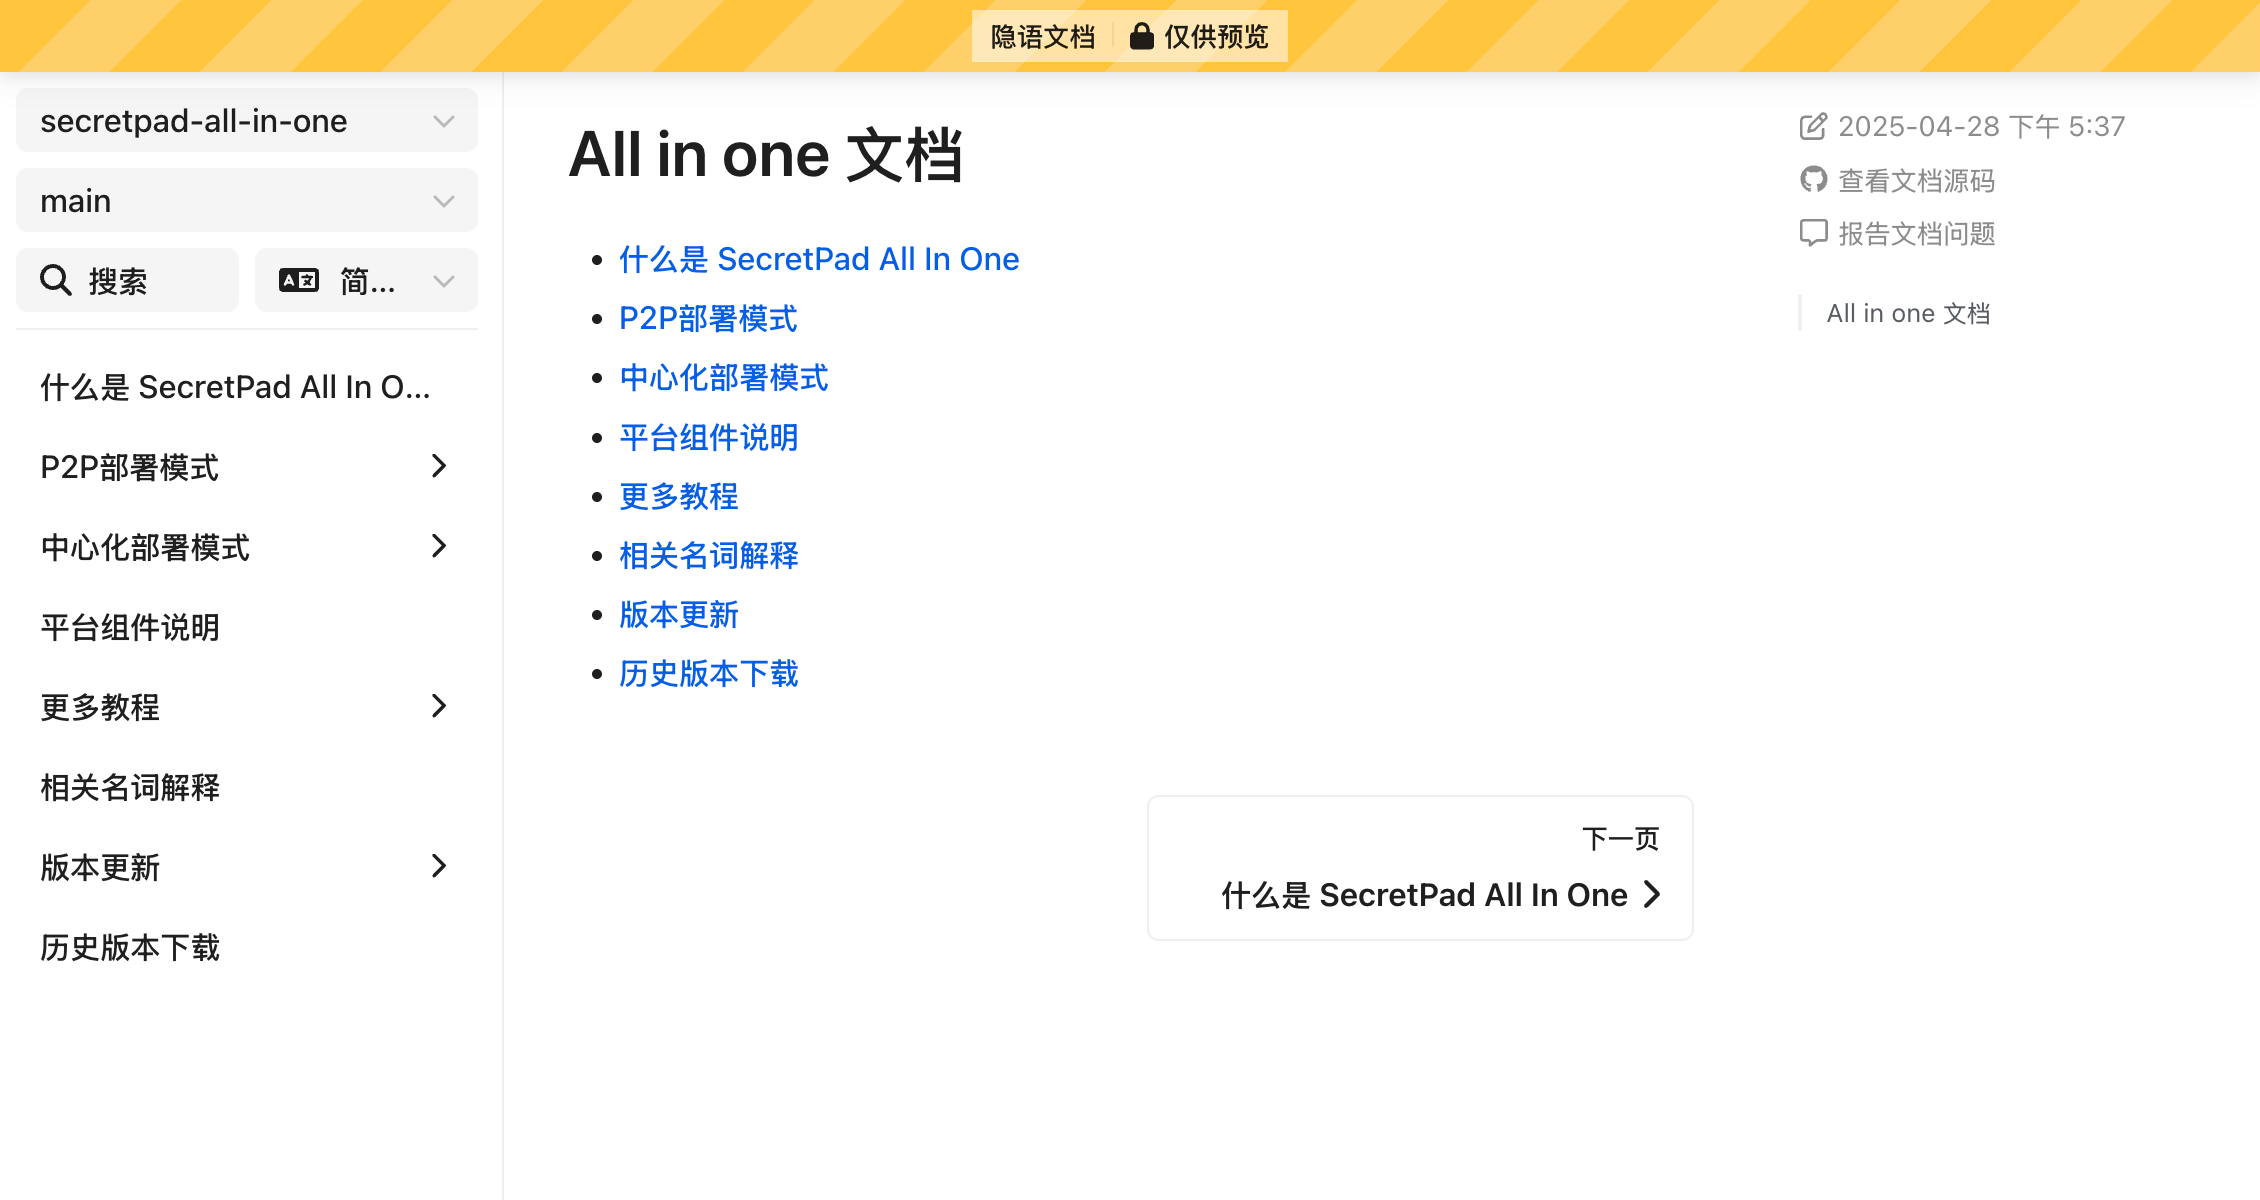 隐语文档 仅供预览
secretpad-all-in-one
main
搜索 简...
什么是 SecretPad All In O...
P2P部署模式
中心化部署模式
平台组件说明
更多教程
相关名词解释
版本更新
历史版本下载
All in one 文档
什么是 SecretPad All In One
P2P部署模式
中心化部署模式
平台组件说明
更多教程
相关名词解释
版本更新
历史版本下载
下一页
什么是 SecretPad All In One
2025-04-28 下午 5:37
查看文档源码
报告文档问题
All in one 文档